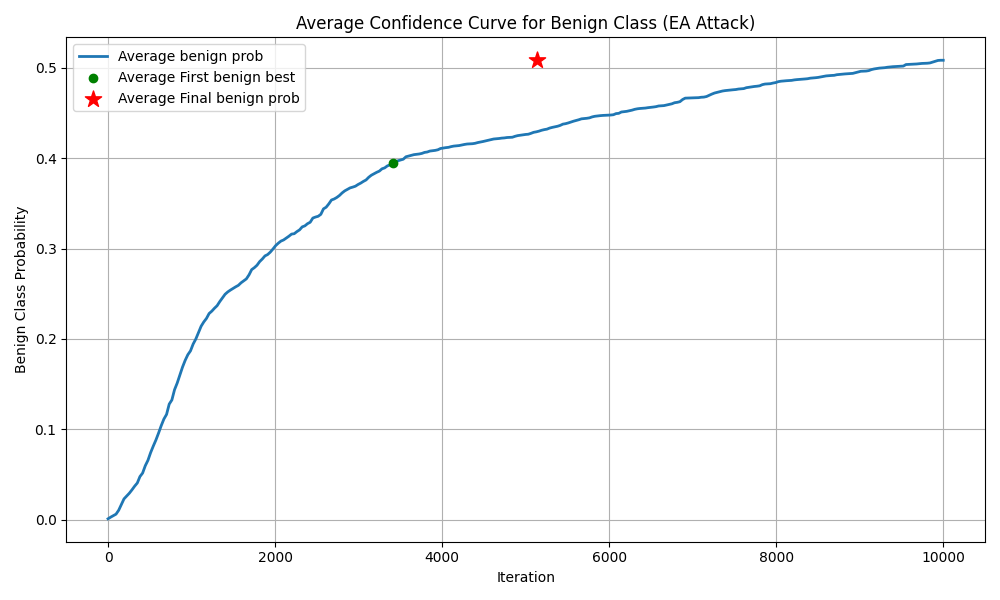 Average Confidence Curve for Benign Class (EA Attack)
Average benign prob
Average First benign best
Average Final benign prob
Benign Class Probability
0.5
0.4
0.3
0.2
0.1
0.0
0 2000 4000 6000 8000 10000
Iteration